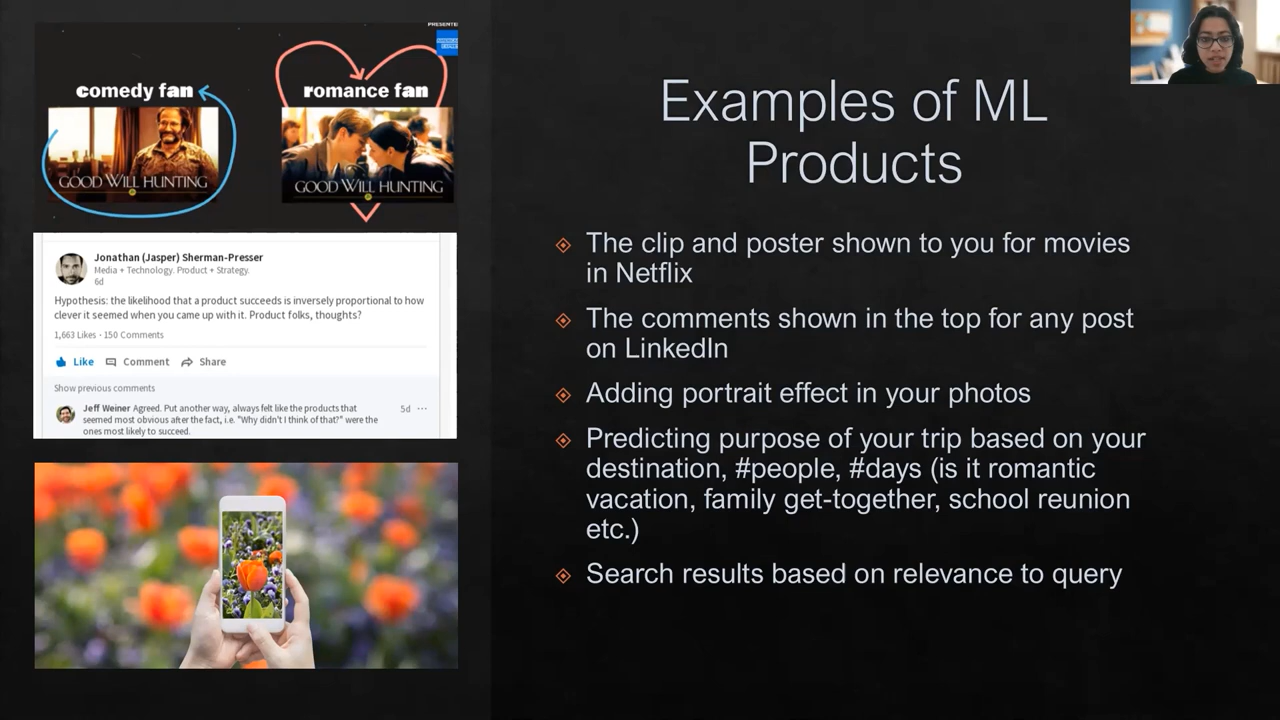 PRESENTE
comedy fan
romance fan
GOOD WILL HUNTING
GOOD WILL HUNTING
Jonathan (Jasper) Sherman-Presser
Media + Technology. Product + Strategy.
6d
Hypothesis: the likelihood that a product succeeds is inversely proportional to how
clever it seemed when you came up with it. Product folks, thoughts?
1,663 Likes · 150 Comments
Like Comment Share
Show previous comments
Jeff Weiner Agreed. Put another way, always felt like the products that 5d ...
seemed most obvious after the fact, i.e. "Why didn't I think of that?" were the
ones most likely to succeed.
Examples of ML
Products
The clip and poster shown to you for movies
in Netflix
The comments shown in the top for any post
on LinkedIn
Adding portrait effect in your photos
Predicting purpose of your trip based on your
destination, #people, #days (is it romantic
vacation, family get-together, school reunion
etc.)
Search results based on relevance to query